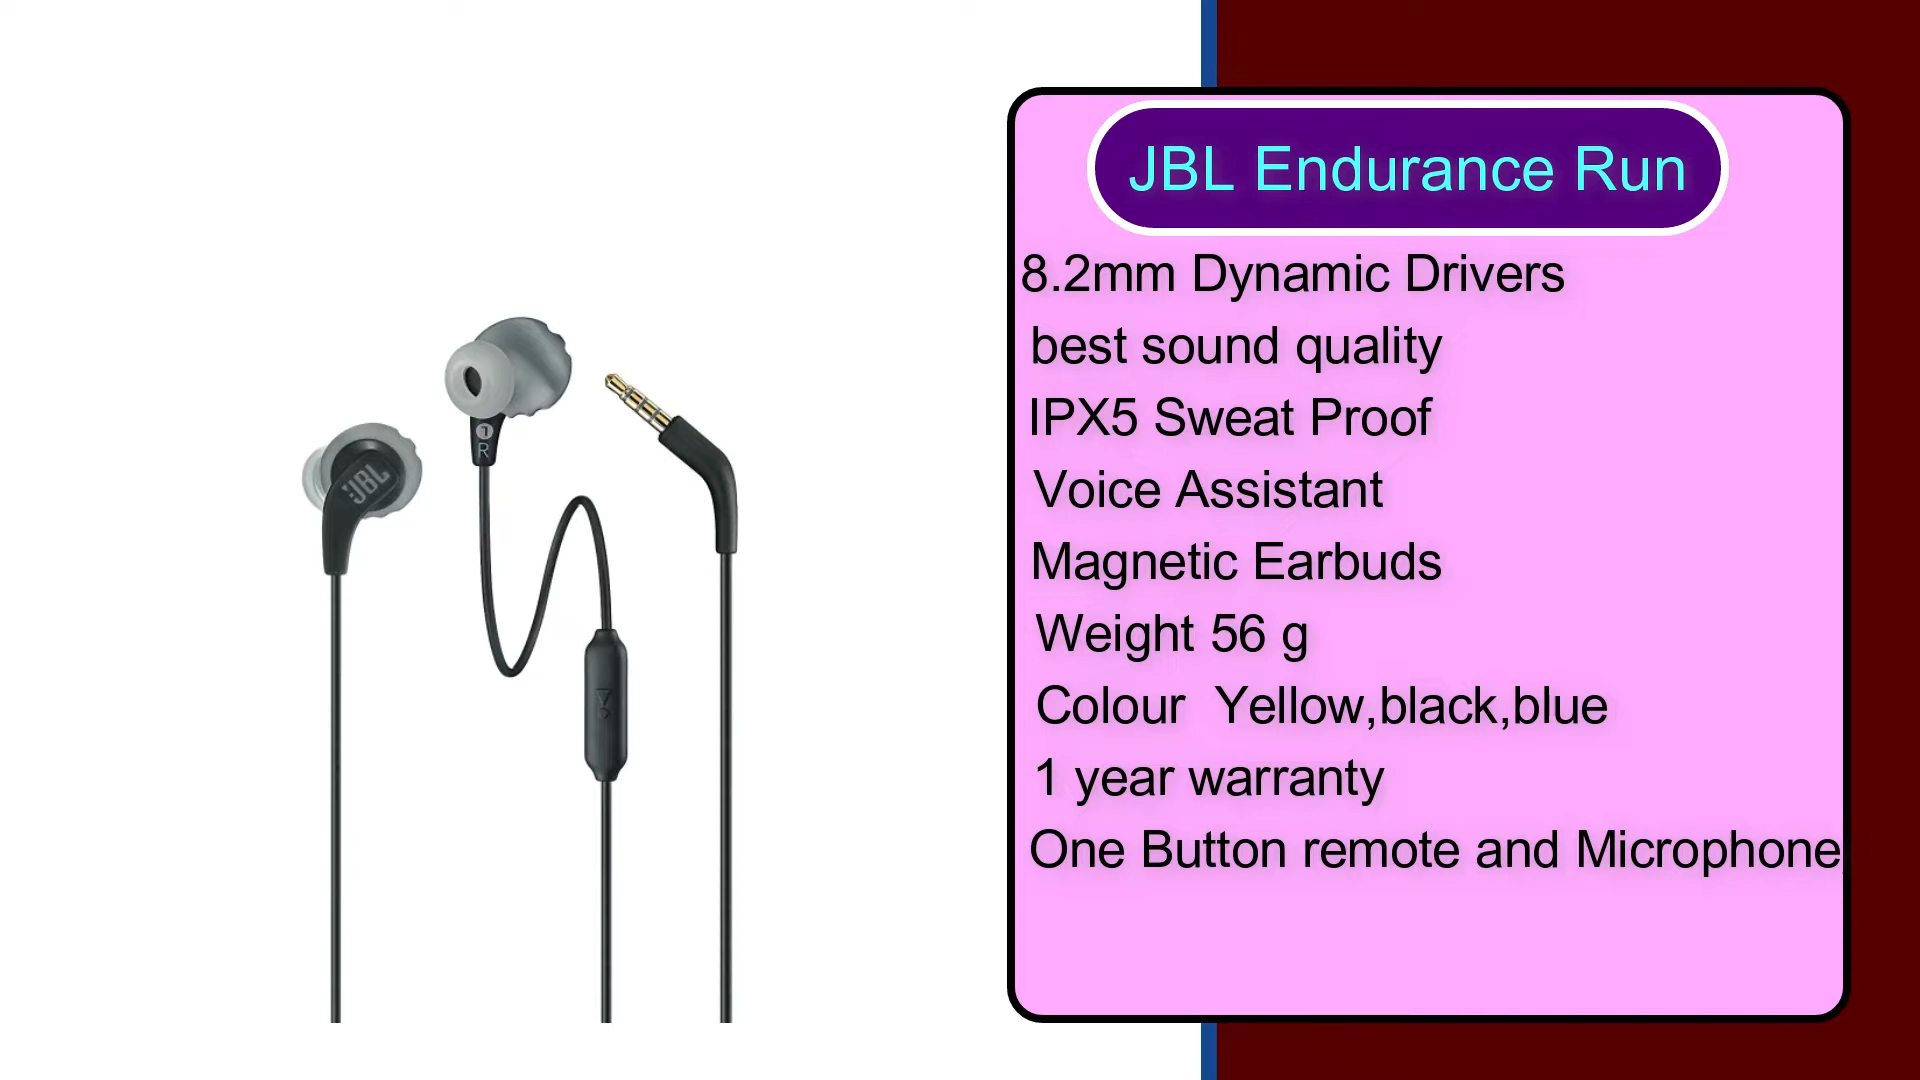 JBL Endurance Run
8.2mm Dynamic Drivers
best sound quality
IPX5 Sweat Proof
Voice Assistant
Magnetic Earbuds
Weight 56 g
Colour  Yellow,black,blue
1 year warranty
One Button remote and Microphone
JBL
R